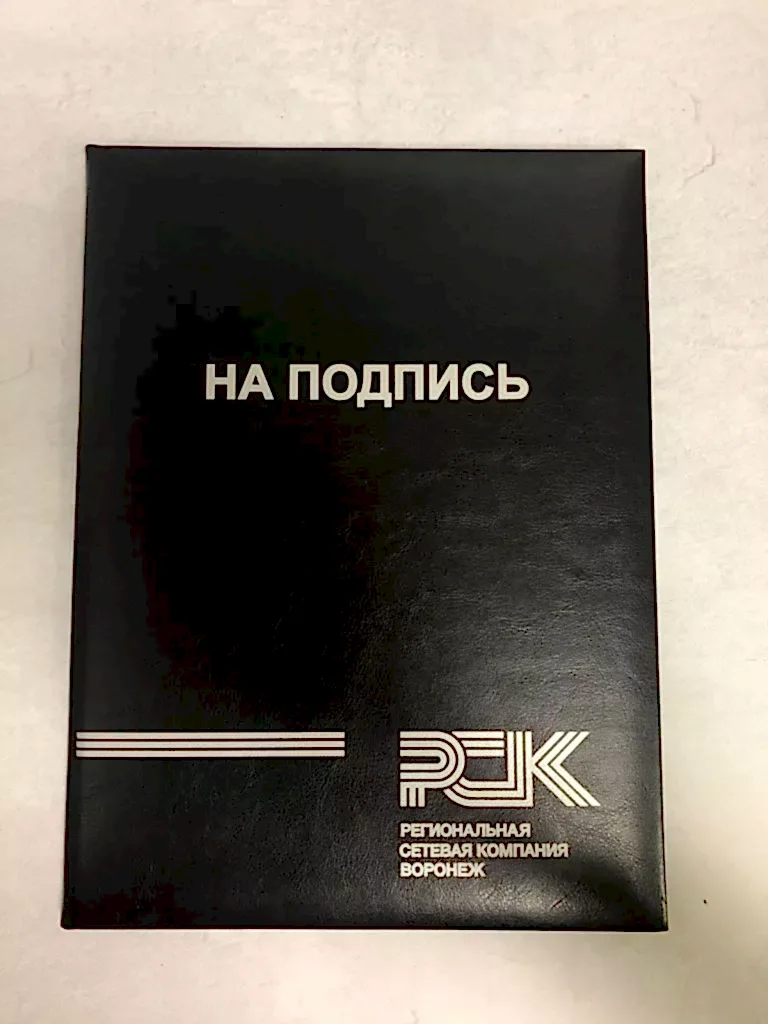 НА ПОДПИСЬ
РСК
РЕГИОНАЛЬНАЯ
СЕТЕВАЯ КОМПАНИЯ
ВОРОНЕЖ